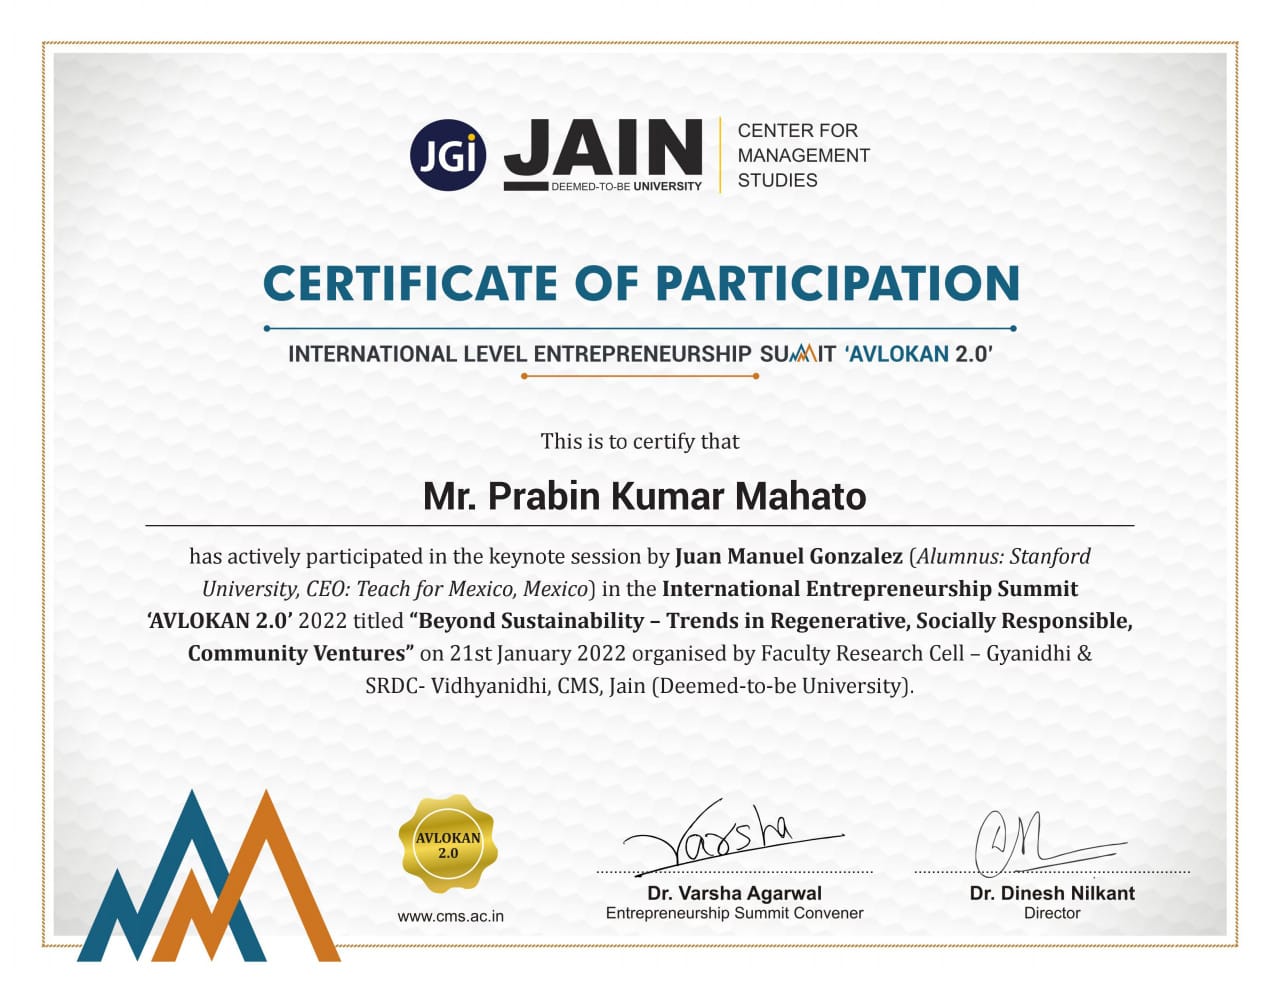 JGi JAIN
DEEMED-TO-BE UNIVERSITY
CENTER FOR
MANAGEMENT
STUDIES
CERTIFICATE OF PARTICIPATION
INTERNATIONAL LEVEL ENTREPRENEURSHIP SUMMIT ‘AVLOKAN 2.0’
This is to certify that
Mr. Prabin Kumar Mahato
has actively participated in the keynote session by Juan Manuel Gonzalez (Alumnus: Stanford
University, CEO: Teach for Mexico, Mexico) in the International Entrepreneurship Summit
‘AVLOKAN 2.0’ 2022 titled “Beyond Sustainability – Trends in Regenerative, Socially Responsible,
Community Ventures” on 21st January 2022 organised by Faculty Research Cell – Gyanidhi &
SRDC- Vidhyanidhi, CMS, Jain (Deemed-to-be University).
AVLOKAN
2.0
www.cms.ac.in
Varsha
Dr. Varsha Agarwal
Entrepreneurship Summit Convener
Dr. Dinesh Nilkant
Director